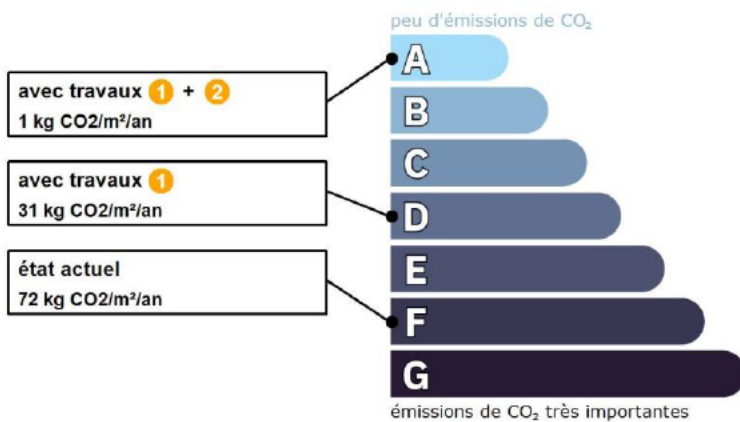 peu d'émissions de CO₂
A
avec travaux 1 + 2
1 kg CO2/m²/an
B
C
avec travaux 1
31 kg CO2/m²/an
D
E
état actuel
72 kg CO2/m²/an
F
G
émissions de CO₂ très importantes